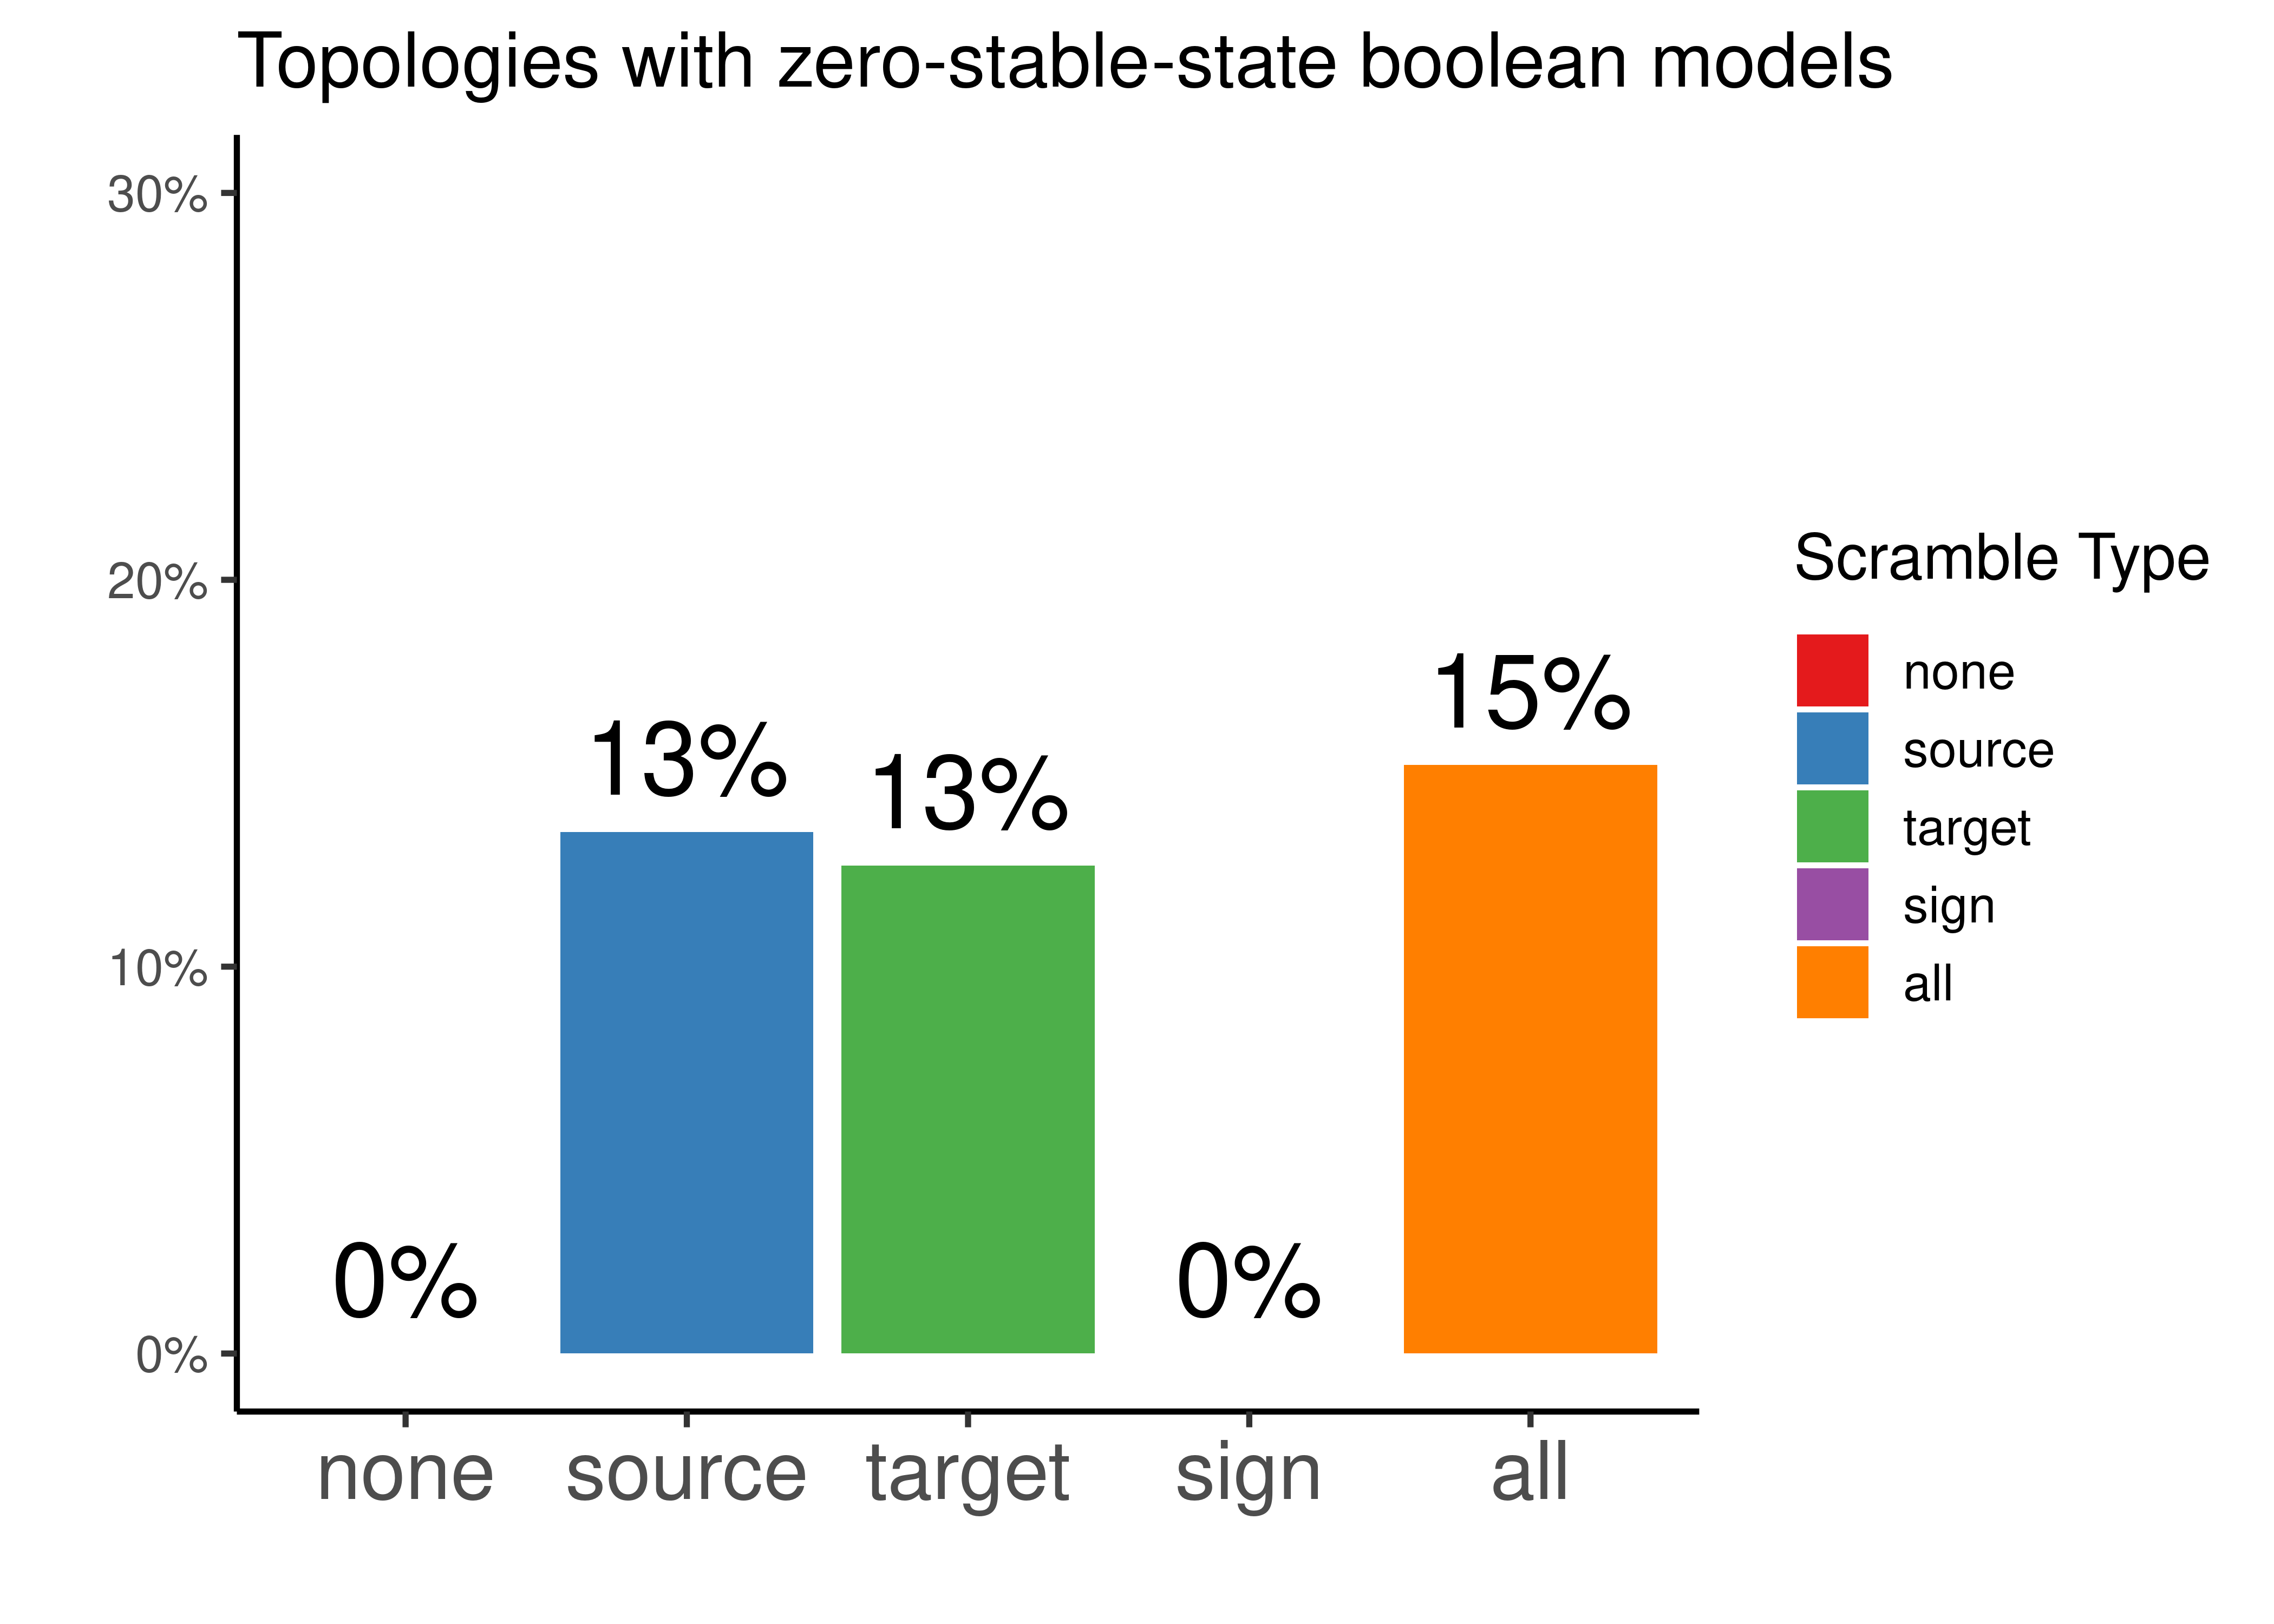 Topologies with zero-stable-state boolean models
30%
20%
10%
0%
0%
13%
13%
0%
15%
none
source
target
sign
all
Scramble Type
none
source
target
sign
all